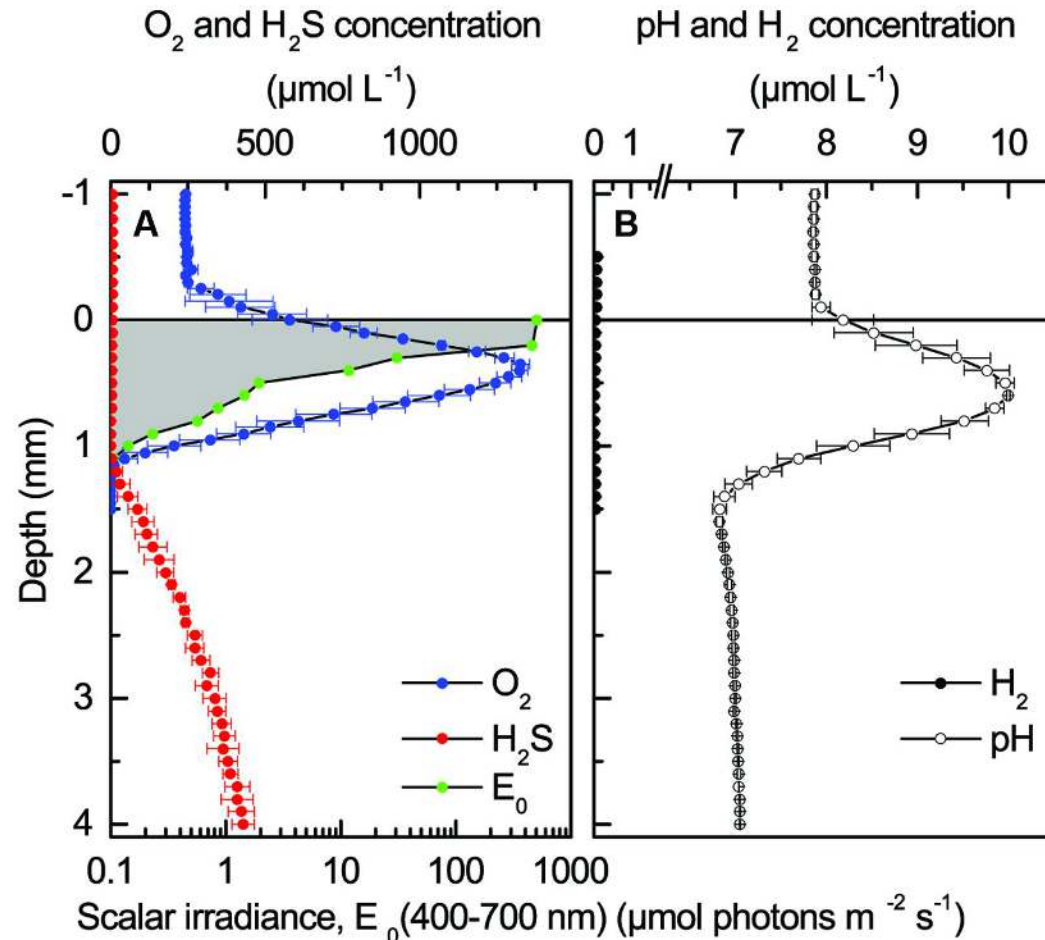 O₂ and H₂S concentration
(µmol L⁻¹)
pH and H₂ concentration
µmol L⁻¹)
0 500 1000
0 1 7 8 9 10
A
B
-1
0
1
2
3
4
Depth (mm)
O₂
H₂S
E₀
H₂
pH
0.1 1 10 100 1000
Scalar irradiance, E₀(400-700 nm) (µmol photons m⁻² s⁻¹)